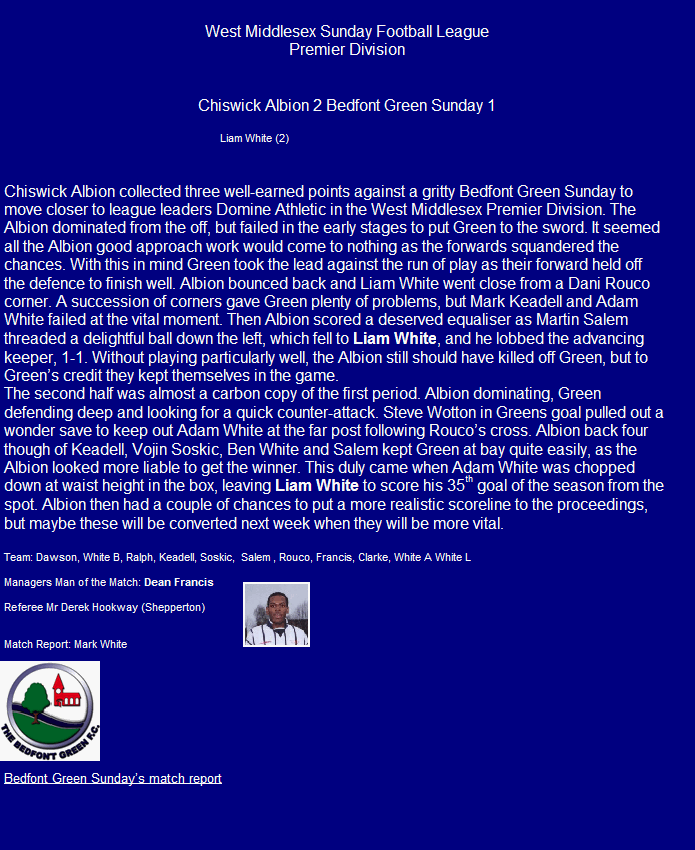 West Middlesex Sunday Football League
Premier Division
Chiswick Albion 2 Bedfont Green Sunday 1
Liam White (2)
Chiswick Albion collected three well-earned points against a gritty Bedfont Green Sunday to
move closer to league leaders Domine Athletic in the West Middlesex Premier Division. The
Albion dominated from the off, but failed in the early stages to put Green to the sword. It seemed
all the Albion good approach work would come to nothing as the forwards squandered the
chances. With this in mind Green took the lead against the run of play as their forward held off
the defence to finish well. Albion bounced back and Liam White went close from a Dani Rouco
corner. A succession of corners gave Green plenty of problems, but Mark Keadell and Adam
White failed at the vital moment. Then Albion scored a deserved equaliser as Martin Salem
threaded a delightful ball down the left, which fell to Liam White, and he lobbed the advancing
keeper, 1-1. Without playing particularly well, the Albion still should have killed off Green, but to
Green's credit they kept themselves in the game.
The second half was almost a carbon copy of the first period. Albion dominating, Green
defending deep and looking for a quick counter-attack. Steve Wotton in Greens goal pulled out a
wonder save to keep out Adam White at the far post following Rouco's cross. Albion back four
though of Keadell, Vojin Soskic, Ben White and Salem kept Green at bay quite easily, as the
Albion looked more liable to get the winner. This duly came when Adam White was chopped
down at waist height in the box, leaving Liam White to score his 35th goal of the season from the
spot. Albion then had a couple of chances to put a more realistic scoreline to the proceedings,
but maybe these will be converted next week when they will be more vital.
Team: Dawson, White B, Ralph, Keadell, Soskic, Salem , Rouco, Francis, Clarke, White A White L
Managers Man of the Match: Dean Francis
Referee Mr Derek Hookway (Shepperton)
Match Report: Mark White
THE BEDFONT GREEN F.C.
Bedfont Green Sunday's match report